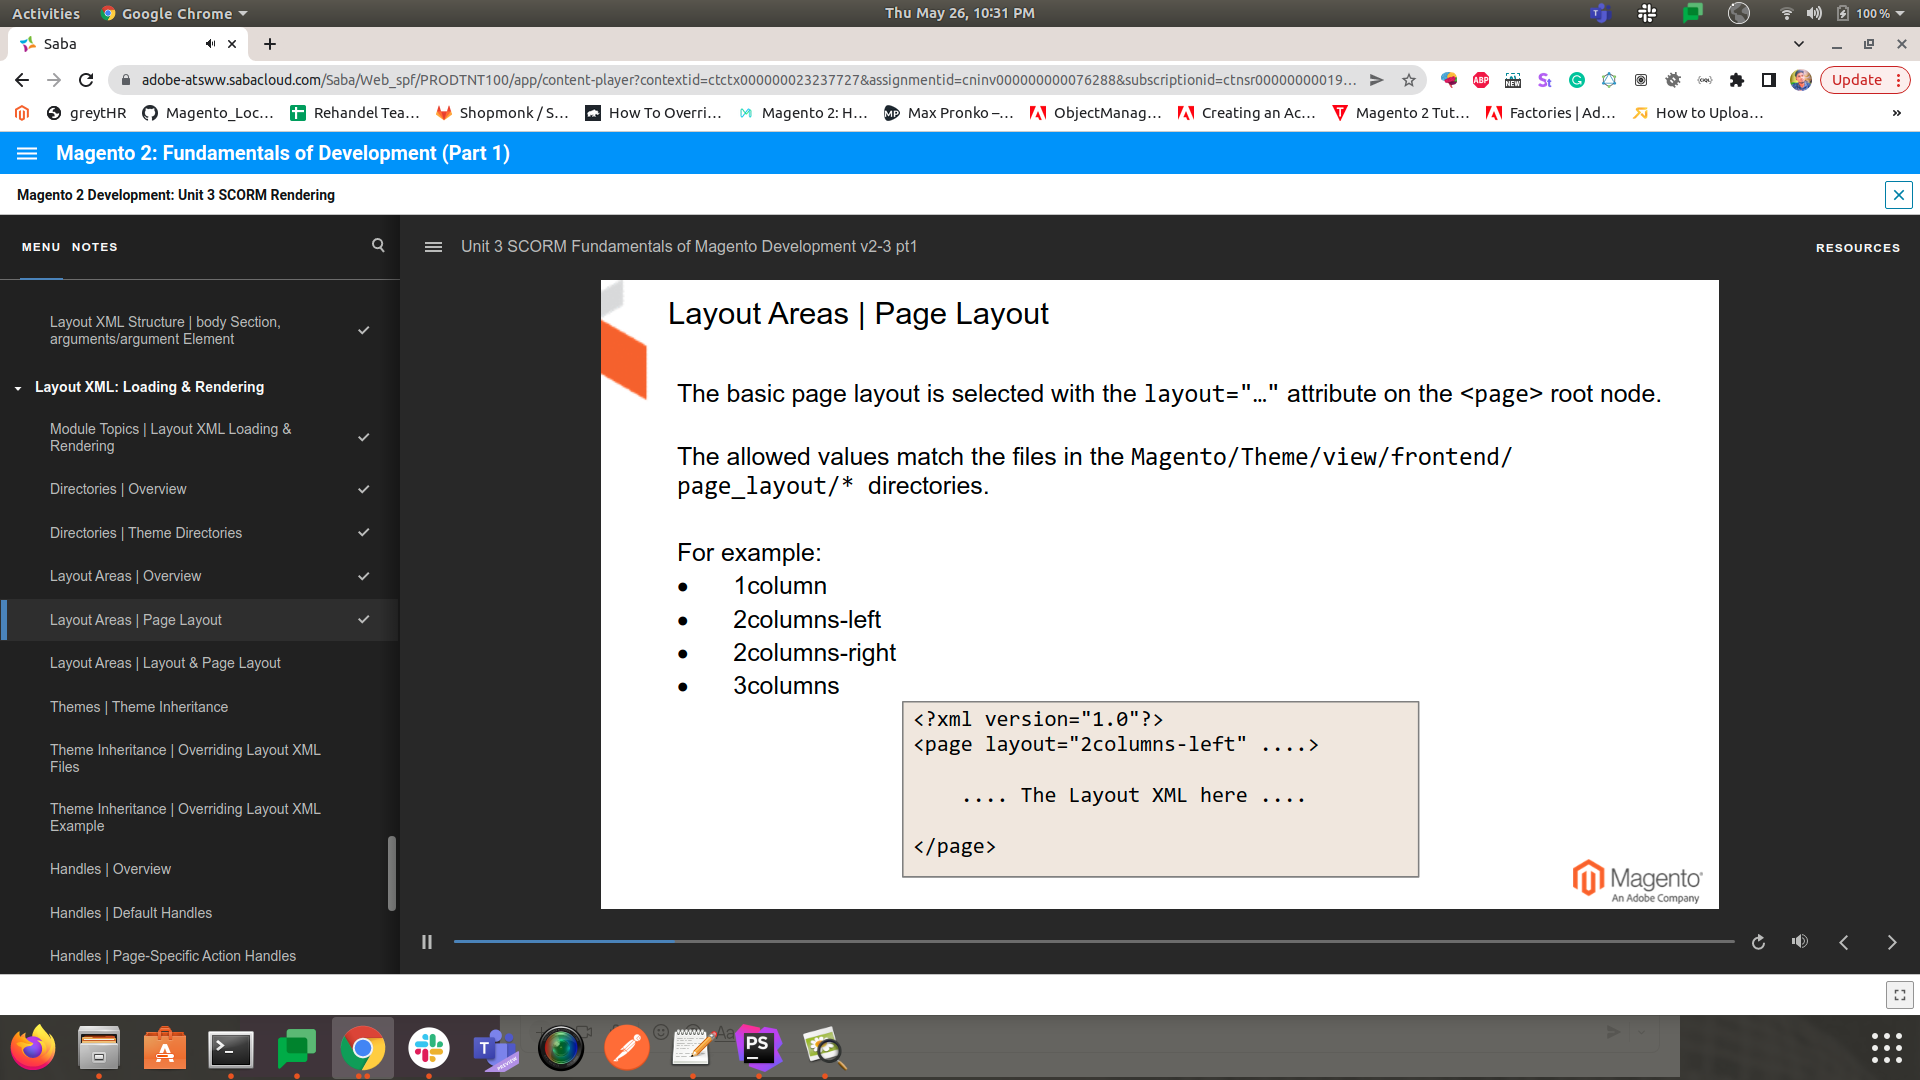 Activities
Google Chrome
Thu May 26, 10:31 PM
100 %
Saba
adobe-atsww.sabacloud.com/Saba/Web_spf/PRODTNT100/app/content-player?contextid=ctctx000000023237727&assignmentid=cninv000000000076288&subscriptionid=ctnsr00000000019...
Update
greytHR
Magento_Loc...
Rehandel Tea...
Shopmonk / S...
How To Overri...
Magento 2: H...
Max Pronko –...
ObjectManag...
Creating an Ac...
Magento 2 Tut...
Factories | Ad...
How to Uploa...
»
Magento 2: Fundamentals of Development (Part 1)
Magento 2 Development: Unit 3 SCORM Rendering
MENU NOTES
Unit 3 SCORM Fundamentals of Magento Development v2-3 pt1
RESOURCES
Layout XML Structure | body Section,
arguments/argument Element
Layout XML: Loading & Rendering
Module Topics | Layout XML Loading &
Rendering
Directories | Overview
Directories | Theme Directories
Layout Areas | Overview
Layout Areas | Page Layout
Layout Areas | Layout & Page Layout
Themes | Theme Inheritance
Theme Inheritance | Overriding Layout XML
Files
Theme Inheritance | Overriding Layout XML
Example
Handles | Overview
Handles | Default Handles
Handles | Page-Specific Action Handles
Layout Areas | Page Layout
The basic page layout is selected with the layout="…" attribute on the <page> root node.
The allowed values match the files in the Magento/Theme/view/frontend/
page_layout/* directories.
For example:
• 1column
• 2columns-left
• 2columns-right
• 3columns
<?xml version="1.0"?>
<page layout="2columns-left" ....>
.... The Layout XML here ....
</page>
Magento
An Adobe Company